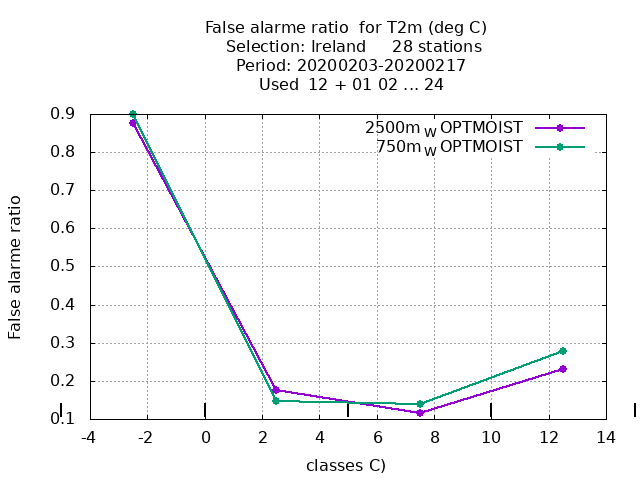 False alarme ratio  for T2m (deg C)
Selection: Ireland     28 stations
Period: 20200203-20200217
Used  12 + 01 02 ... 24
2500m W OPTMOIST
750m W OPTMOIST
0.9
0.8
0.7
0.6
0.5
0.4
0.3
0.2
0.1
False alarme ratio
-4 -2 0 2 4 6 8 10 12 14
classes C)